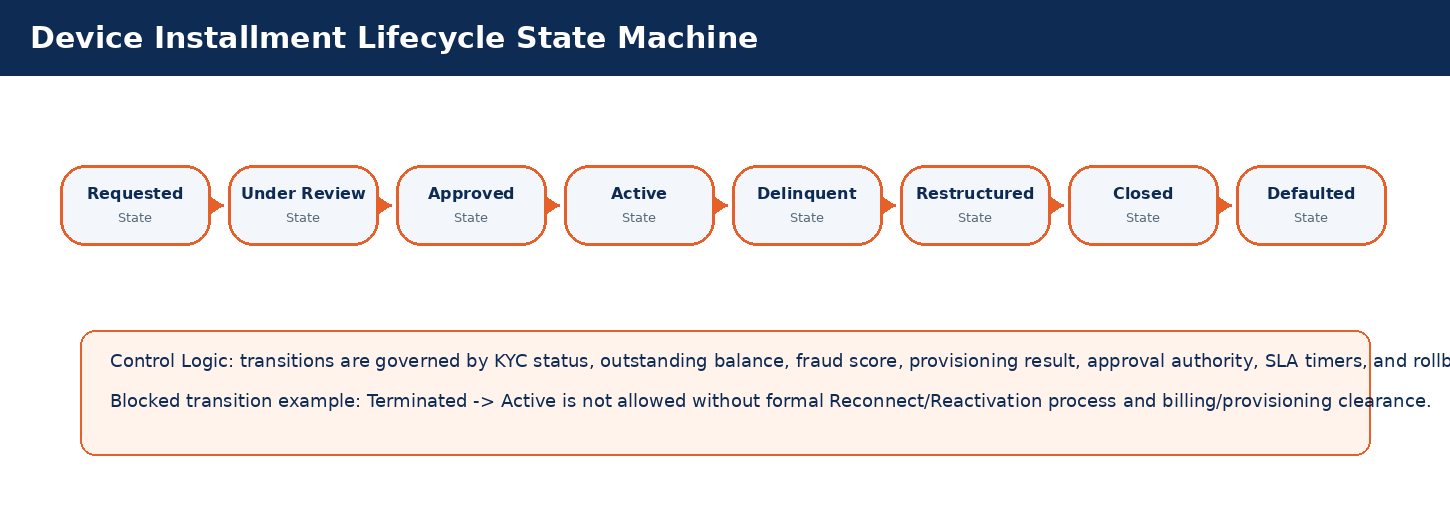 Device Installment Lifecycle State Machine
Requested
State
Under Review
State
Approved
State
Active
State
Delinquent
State
Restructured
State
Closed
State
Defaulted
State
Control Logic: transitions are governed by KYC status, outstanding balance, fraud score, provisioning result, approval authority, SLA timers, and
Blocked transition example: Terminated -> Active is not allowed without formal Reconnect/Reactivation process and billing/provisioning clearance.